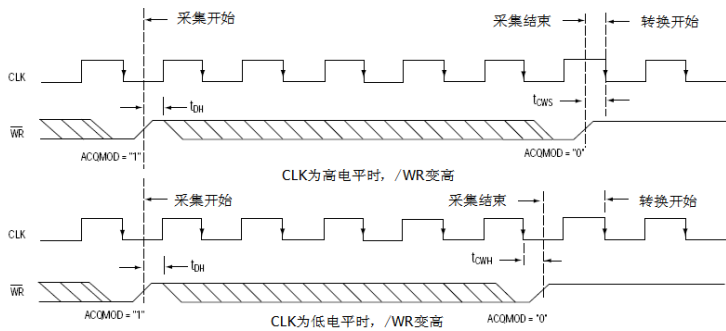 采集开始
采集结束
转换开始
CLK
tDH
tCWS
WR
ACQMOD = "1"
ACQMOD = "0"
CLK为高电平时，/WR变高
采集开始
采集结束
转换开始
CLK
tDH
tCWH
WR
ACQMOD = "1"
CLK为低电平时，/WR变高
ACQMOD = "0"